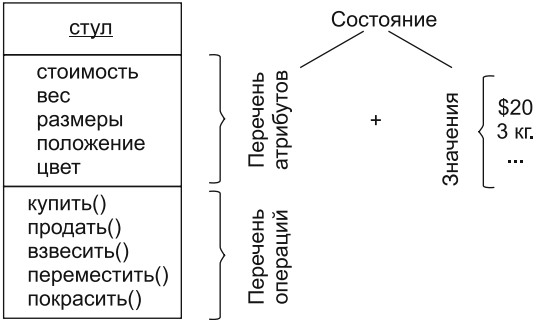 стул
стоимость
вес
размеры
положение
цвет
купить()
продать()
взвесить()
переместить()
покрасить()
Перечень
атрибутов
Перечень
операций
Состояние
+
Значения
$20
3 кг.
...